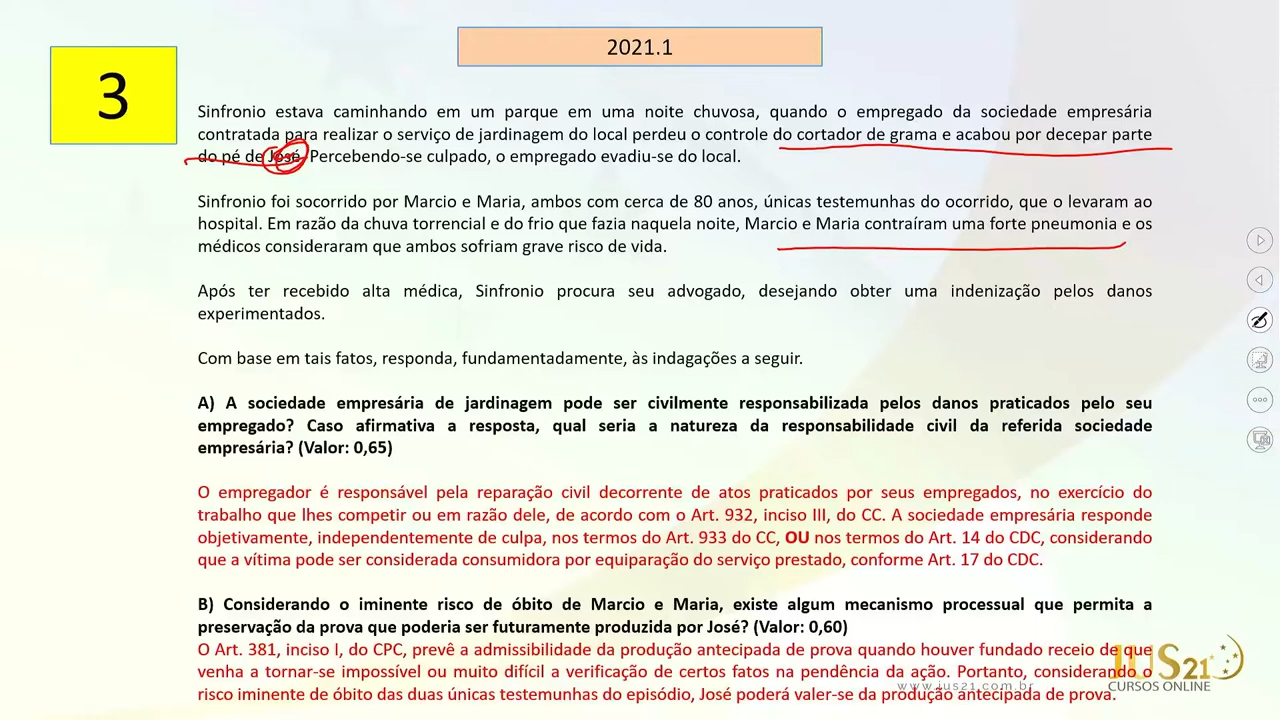 2021.1
3
Sinfronio estava caminhando em um parque em uma noite chuvosa, quando o empregado da sociedade empresária
contratada para realizar o serviço de jardinagem do local perdeu o controle do cortador de grama e acabou por decepar parte
do pé de José. Percebendo-se culpado, o empregado evadiu-se do local.
Sinfronio foi socorrido por Marcio e Maria, ambos com cerca de 80 anos, únicas testemunhas do ocorrido, que o levaram ao
hospital. Em razão da chuva torrencial e do frio que fazia naquela noite, Marcio e Maria contraíram uma forte pneumonia e os
médicos consideraram que ambos sofriam grave risco de vida.
Após ter recebido alta médica, Sinfronio procura seu advogado, desejando obter uma indenização pelos danos
experimentados.
Com base em tais fatos, responda, fundamentadamente, às indagações a seguir.
A) A sociedade empresária de jardinagem pode ser civilmente responsabilizada pelos danos praticados pelo seu
empregado? Caso afirmativa a resposta, qual seria a natureza da responsabilidade civil da referida sociedade
empresária? (Valor: 0,65)
O empregador é responsável pela reparação civil decorrente de atos praticados por seus empregados, no exercício do
trabalho que lhes competir ou em razão dele, de acordo com o Art. 932, inciso III, do CC. A sociedade empresária responde
objetivamente, independentemente de culpa, nos termos do Art. 933 do CC, OU nos termos do Art. 14 do CDC, considerando
que a vítima pode ser considerada consumidora por equiparação do serviço prestado, conforme Art. 17 do CDC.
B) Considerando o iminente risco de óbito de Marcio e Maria, existe algum mecanismo processual que permita a
preservação da prova que poderia ser futuramente produzida por José? (Valor: 0,60)
O Art. 381, inciso I, do CPC, prevê a admissibilidade da produção antecipada de prova quando houver fundado receio de que
venha a tornar-se impossível ou muito difícil a verificação de certos fatos na pendência da ação. Portanto, considerando o
risco iminente de óbito das duas únicas testemunhas do episódio, José poderá valer-se da produção antecipada de prova.
www.jus21.com.br
JUS21
CURSOS ONLINE